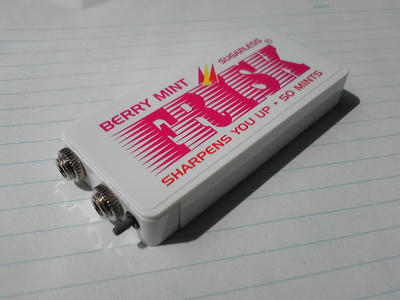 BERRY MINT SUGARLESS
FRISK®
SHARPENS YOU UP • 50 MINTS